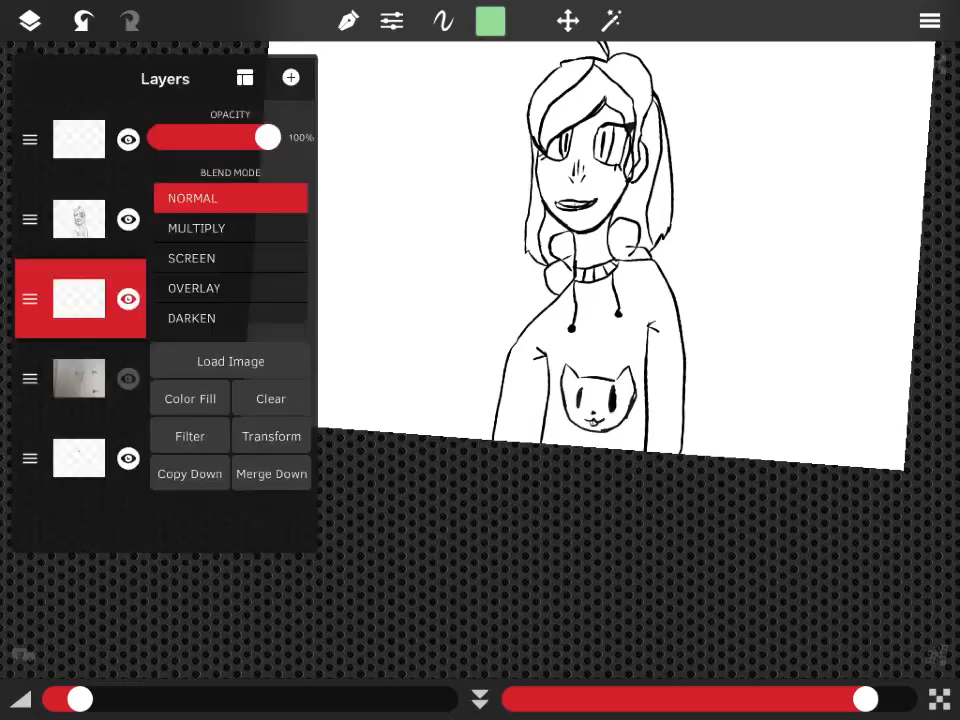 Layers
OPACITY
100%
BLEND MODE
NORMAL
MULTIPLY
SCREEN
OVERLAY
DARKEN
Load Image
Color Fill
Clear
Filter
Transform
Copy Down
Merge Down